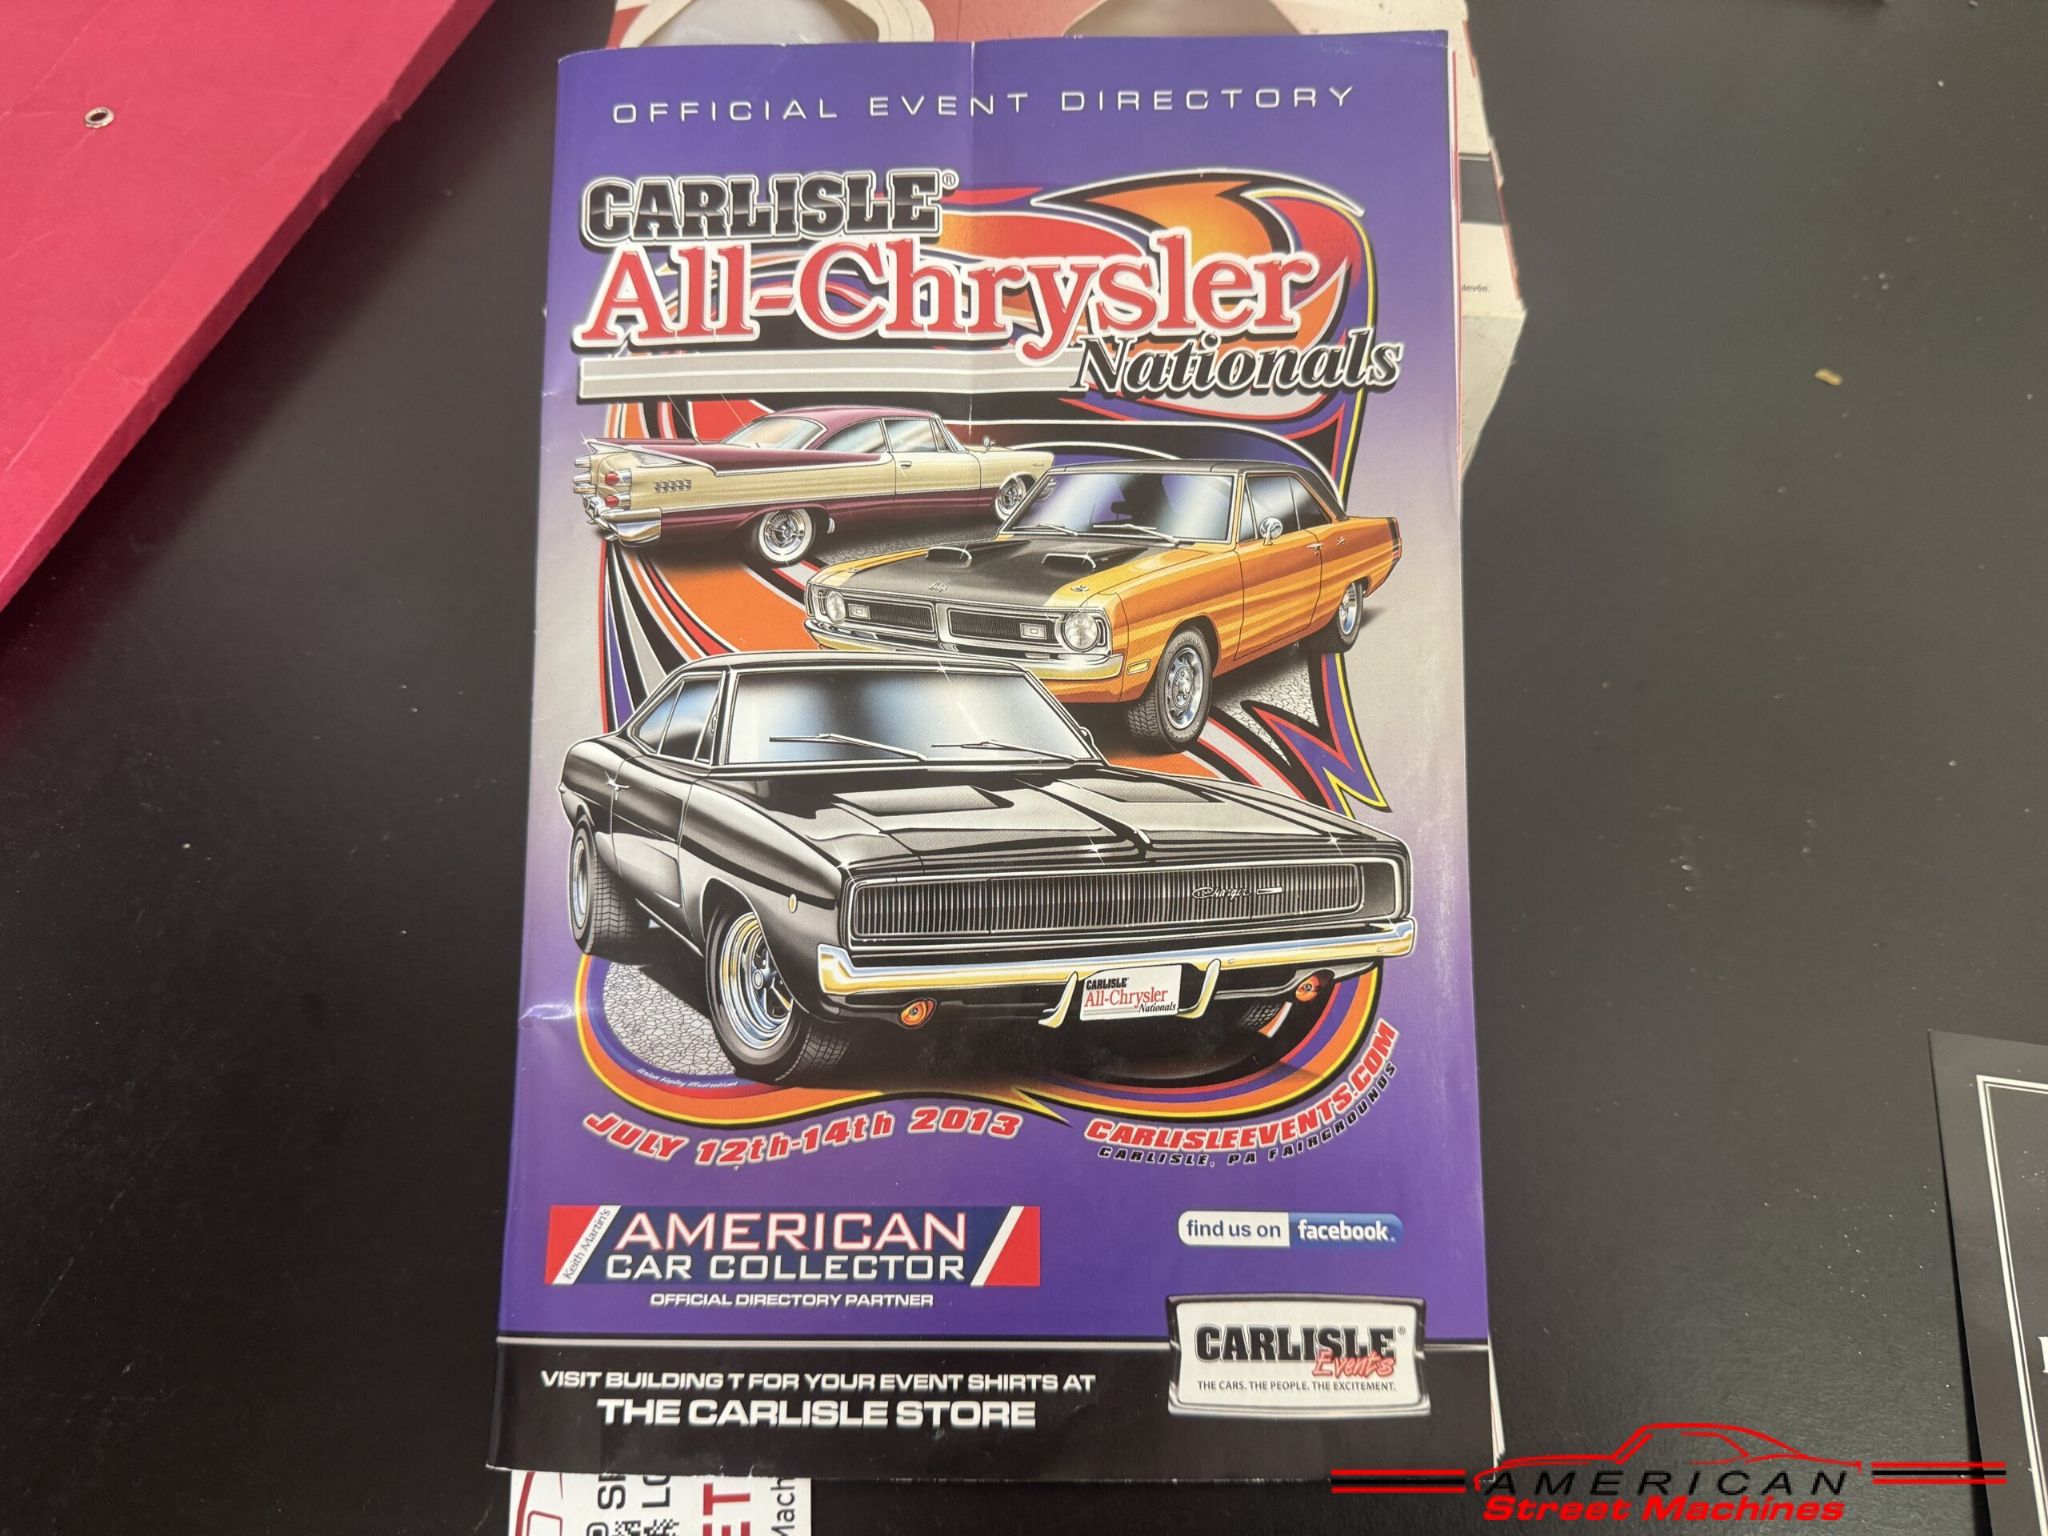 OFFICIAL EVENT DIRECTORY
CARLISLE®
All-Chrysler
Nationals
Charger
CARLISLE
All-Chrysler
Nationals
JULY 12th-14th 2013
CARLISLEEVENTS.COM
CARLISLE, PA FAIRGROUNDS
Keith Martin's
AMERICAN
CAR COLLECTOR
OFFICIAL DIRECTORY PARTNER
find us on facebook®
CARLISLE®
Events
THE CARS. THE PEOPLE. THE EXCITEMENT.
VISIT BUILDING T FOR YOUR EVENT SHIRTS AT
THE CARLISLE STORE
AMERICAN
Street Machines